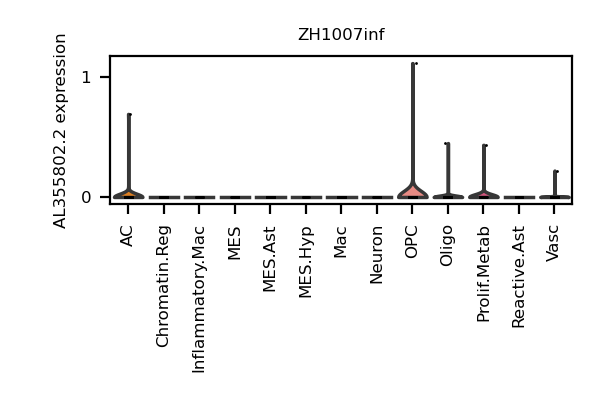 ZH1007inf
AL355802.2 expression
1
0
AC
Chromatin.Reg
Inflammatory.Mac
MES
MES.Ast
MES.Hyp
Mac
Neuron
OPC
Oligo
Prolif.Metab
Reactive.Ast
Vasc